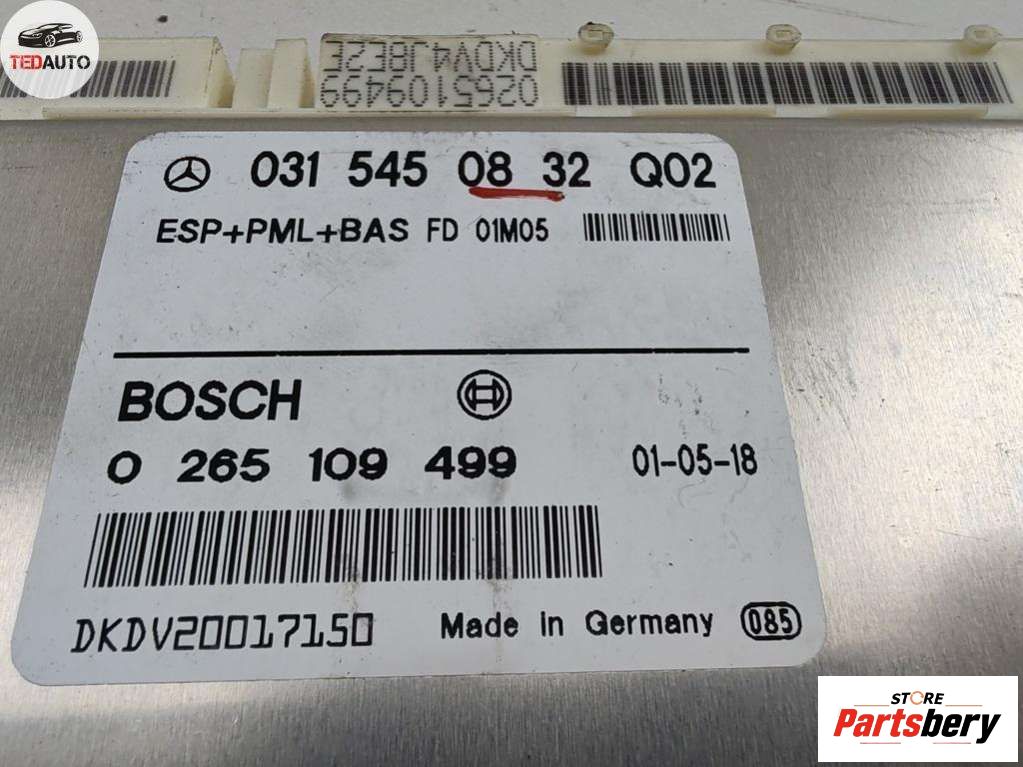 TEDAUTO
DKDV4J8E2E
0265109499
031 545 08 32 Q02
ESP+PML+BAS FD 01M05
BOSCH
0 265 109 499 01-05-18
DKDV20017150 Made in Germany 085
STORE
Partsbery